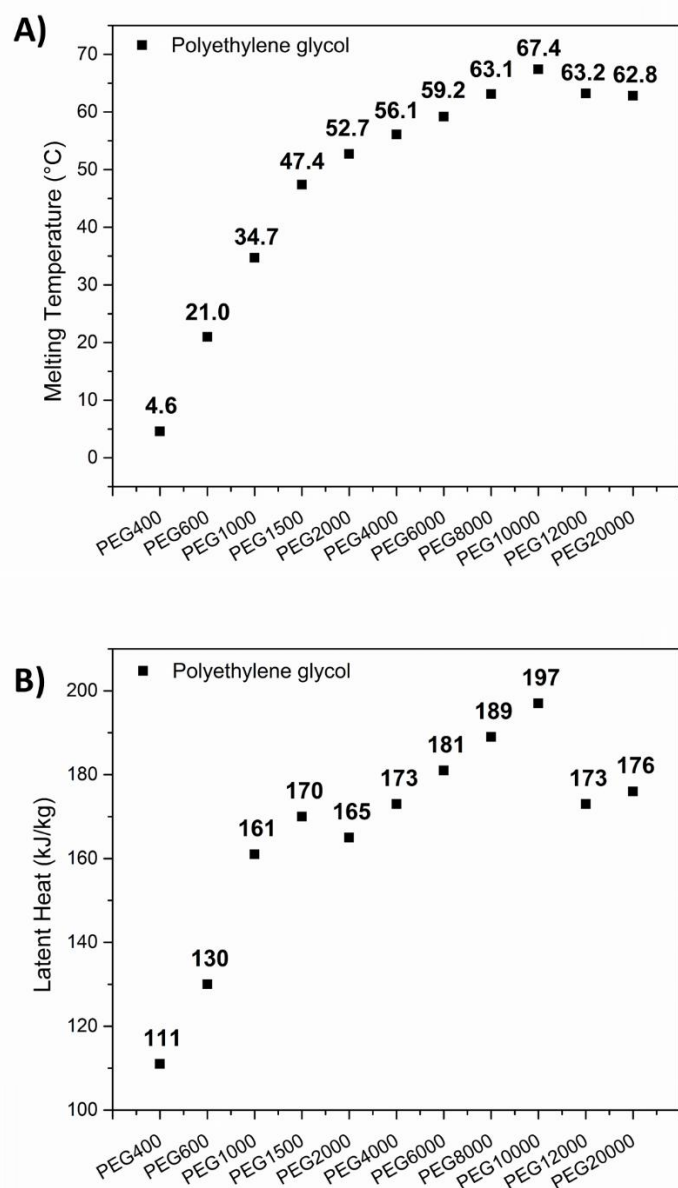 A)
Polyethylene glycol
Melting Temperature (°C)
70
60
50
40
30
20
10
0
4.6
21.0
34.7
47.4
52.7
56.1
59.2
63.1
67.4
63.2
62.8
PEG400
PEG600
PEG1000
PEG1500
PEG2000
PEG4000
PEG6000
PEG8000
PEG10000
PEG12000
PEG20000
B)
Polyethylene glycol
Latent Heat (kJ/kg)
200
180
160
140
120
100
111
130
161
170
165
173
181
189
197
173
176
PEG400
PEG600
PEG1000
PEG1500
PEG2000
PEG4000
PEG6000
PEG8000
PEG10000
PEG12000
PEG20000